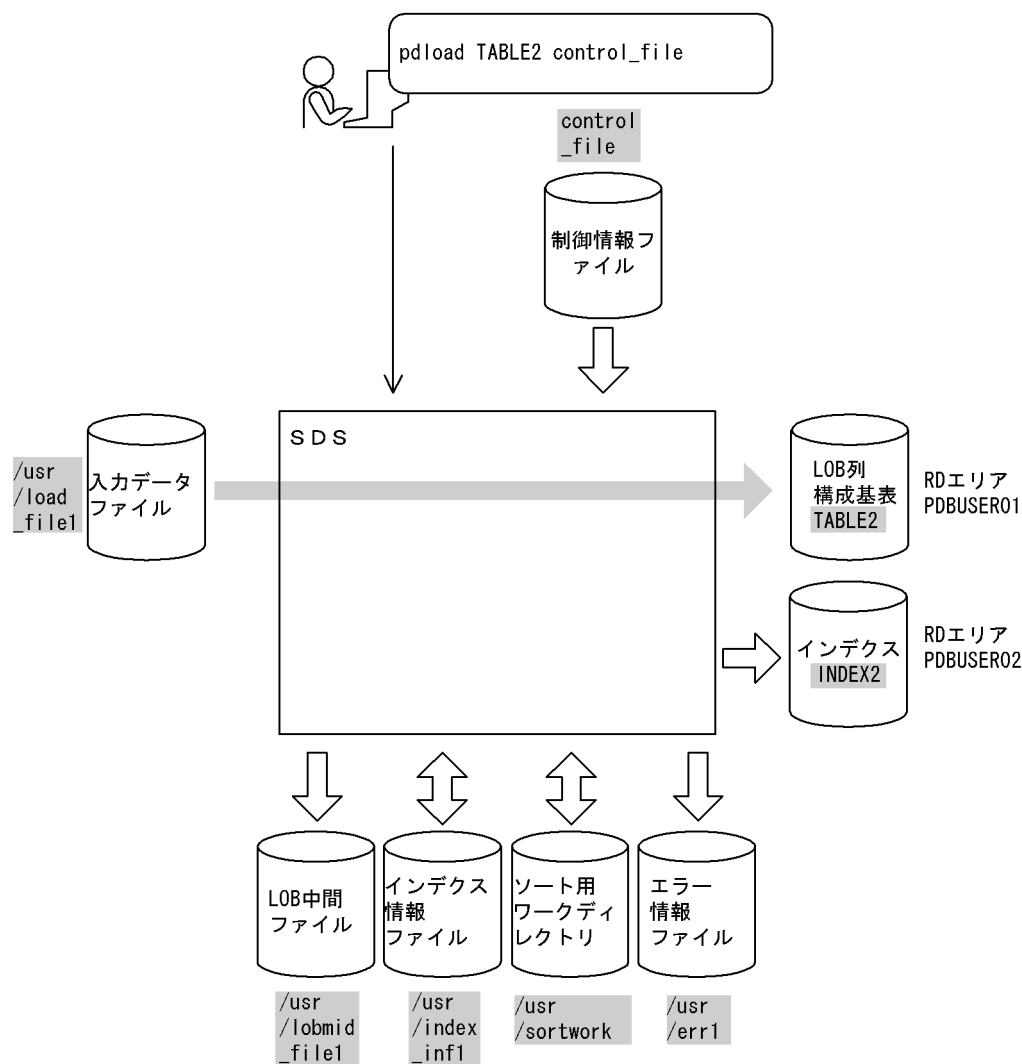 pdload TABLE2 control_file
control
_file
制御情報フ
ァイル
SDS
/usr
/load
_file1
入力データ
ファイル
LOB列
構成基表
TABLE2
RDエリア
PDBUSER01
インデクス
INDEX2
RDエリア
PDBUSER02
LOB中間
ファイル
インデクス
情報
ファイル
ソート用
ワークディ
レクトリ
エラー
情報
ファイル
/usr
/lobmid
_file1
/usr
/index
_inf1
/usr
/sortwork
/usr
/err1